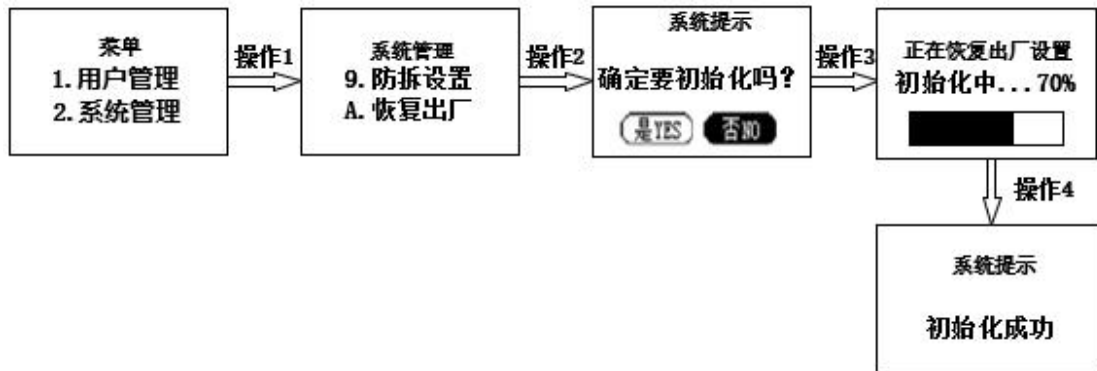 菜单
1.用户管理
2.系统管理
操作1
系统管理
9.防拆设置
A.恢复出厂
操作2
系统提示
确定要初始化吗？
是YES 否NO
操作3
正在恢复出厂设置
初始化中...70%
操作4
系统提示
初始化成功